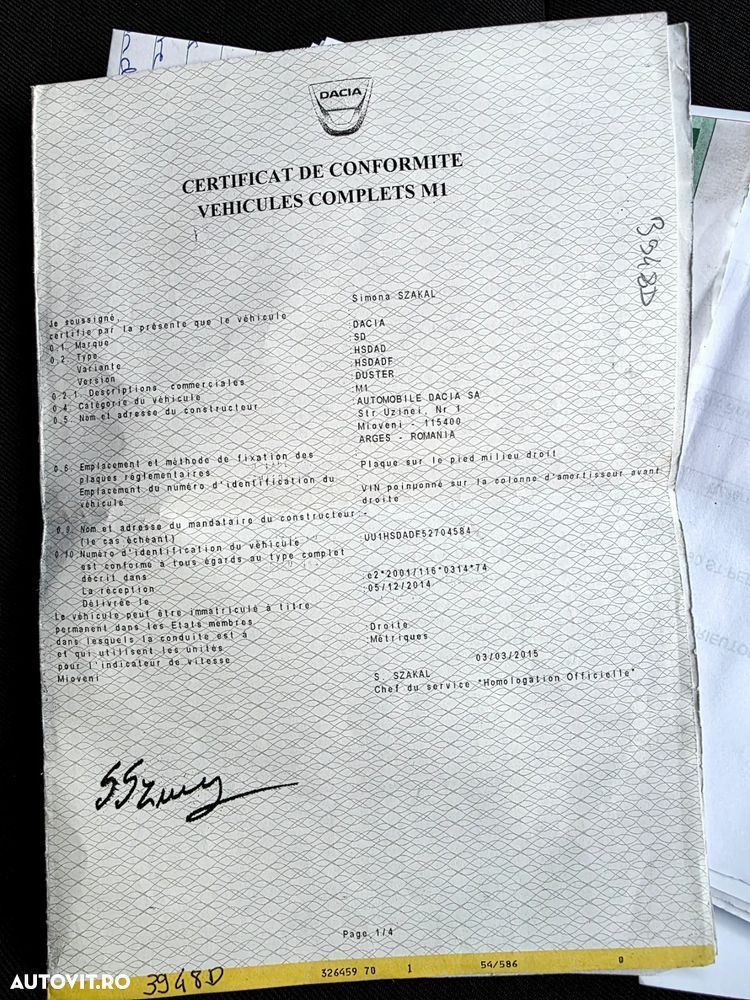 DACIA
CERTIFICAT DE CONFORMITE
VEHICULES COMPLETS M1
3948D
Je soussigné, Simona SZAKAL
certifie par la présente que le véhicule
0.1. Marque DACIA
0.2. Type SD
Variante HSDAD
Version HSDADF
0.2.1. Descriptions commerciales DUSTER
0.4. Catégorie du véhicule M1
0.5. Nom et adresse du constructeur AUTOMOBILE DACIA SA
Str Uzinei, Nr 1
Mioveni - 115400
ARGES - ROMANIA
0.6. Emplacement et méthode de fixation des plaques réglementaires Plaque sur le pied milieu droit
Emplacement du numéro d'identification du véhicule VIN poinponné sur la colonne d'amortisseur avant droite
0.9. Nom et adresse du mandataire du constructeur:-
(le cas échéant)
0.10.Numéro d'identification du véhicule UU1HSDADF52704584
est conforme à tous égards au type complet
décrit dans
La réception e2*2001/116*0314*74
Délivrée le 05/12/2014
Le véhicule peut être immatriculé à titre
permanent dans les Etats membres
dans lesquels la conduite est à Droite
et qui utilisent les unités Métriques
pour l'indicateur de vitesse
Mioveni 03/03/2015
S. SZAKAL
Chef du service "Homologation Officielle"
Page 1/4
326459 70 1 54/586 0
3948D
AUTOVIT.RO